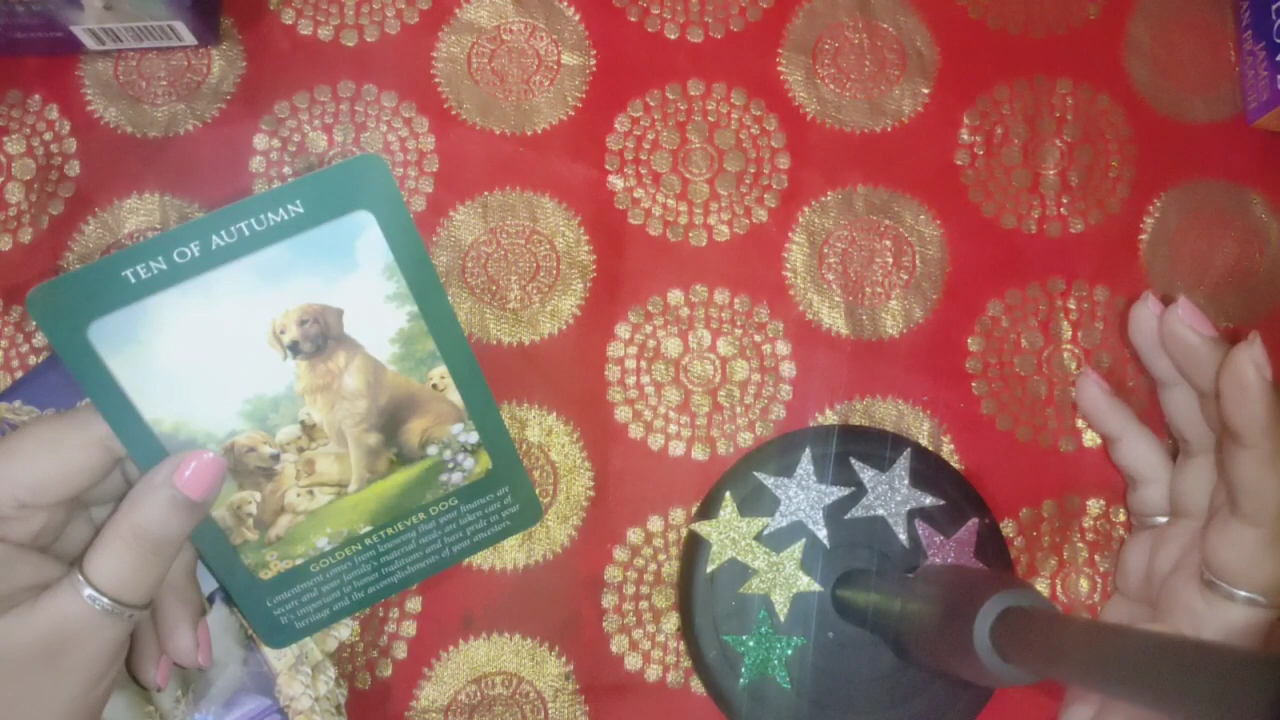 TEN OF AUTUMN
GOLDEN RETRIEVER DOG
Contentment comes from knowing that your finances are
secure and your family's material needs are taken care of
It's important to honor traditions and have pride in your
heritage and the accomplishments of your ancestors.
JAMES